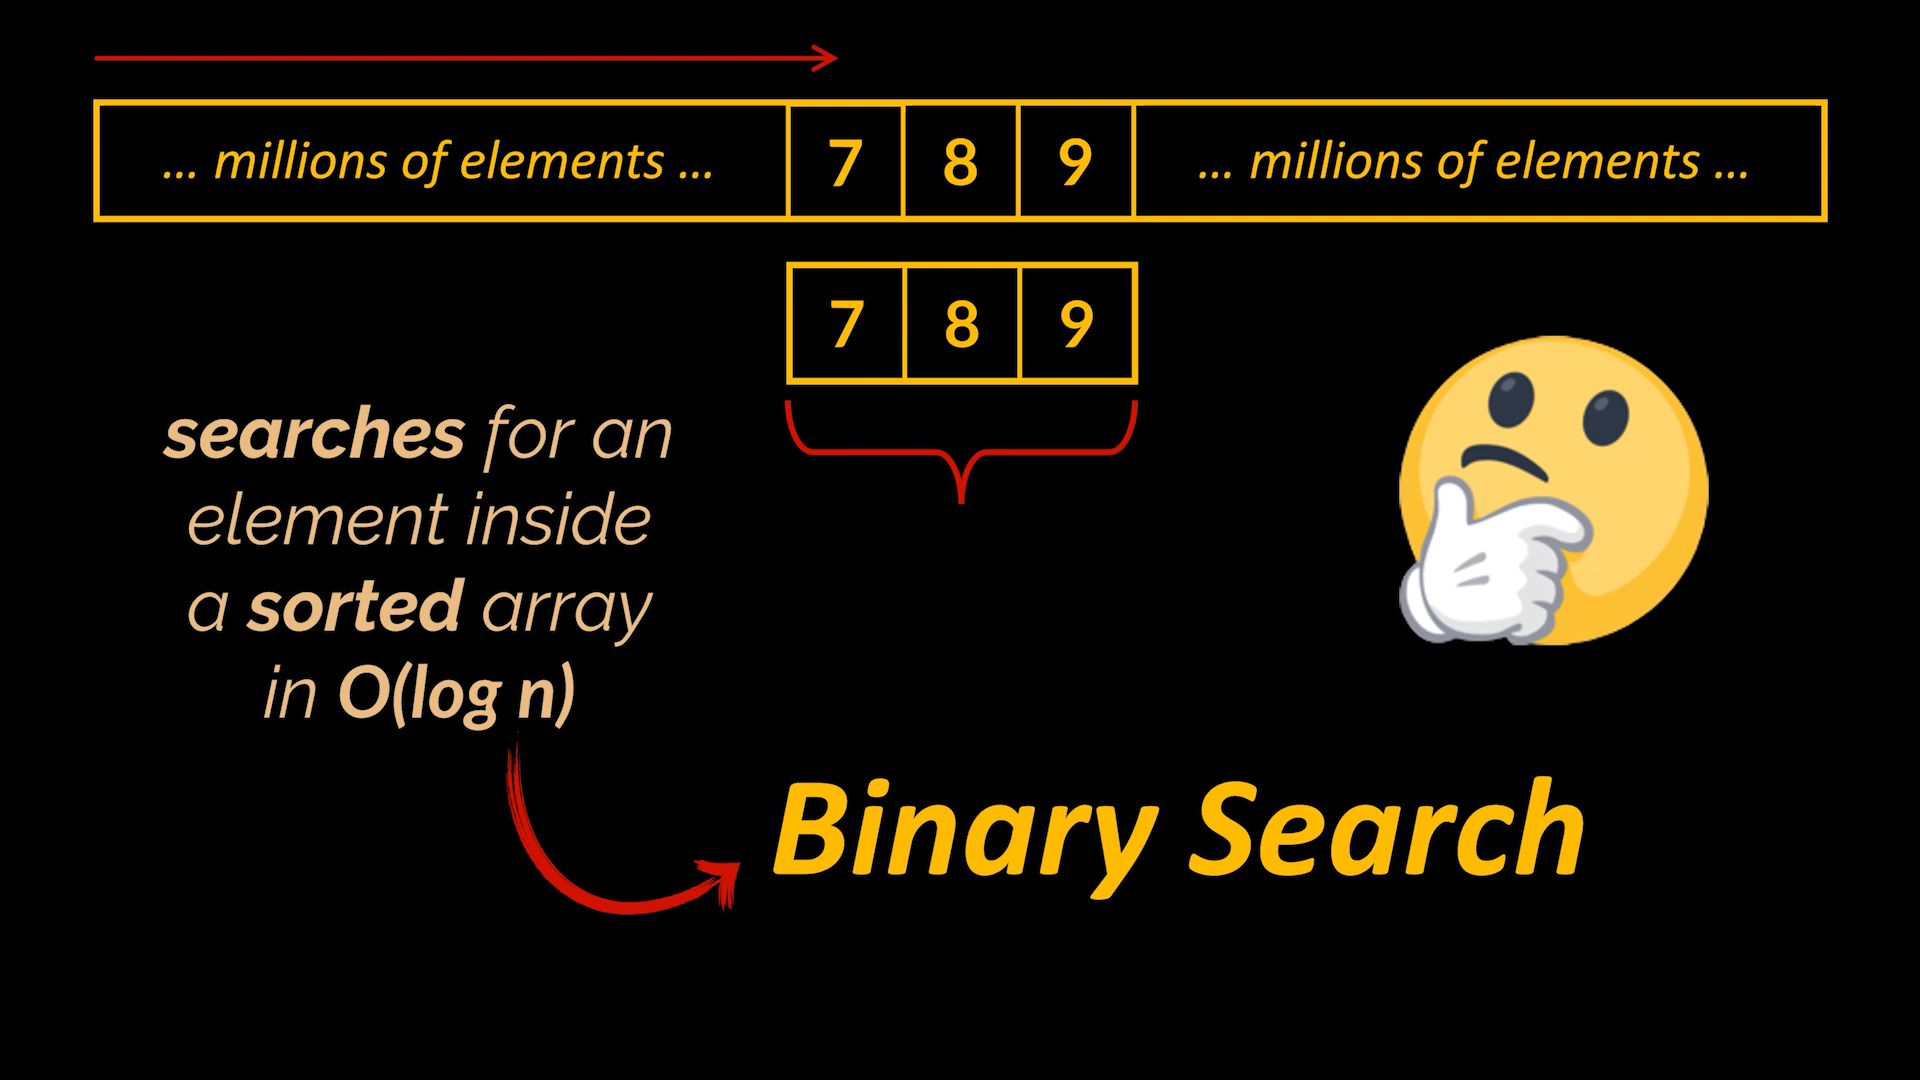 ... millions of elements ... 7 8 9 ... millions of elements ...
7 8 9
searches for an
element inside
a sorted array
in O(log n)
Binary Search